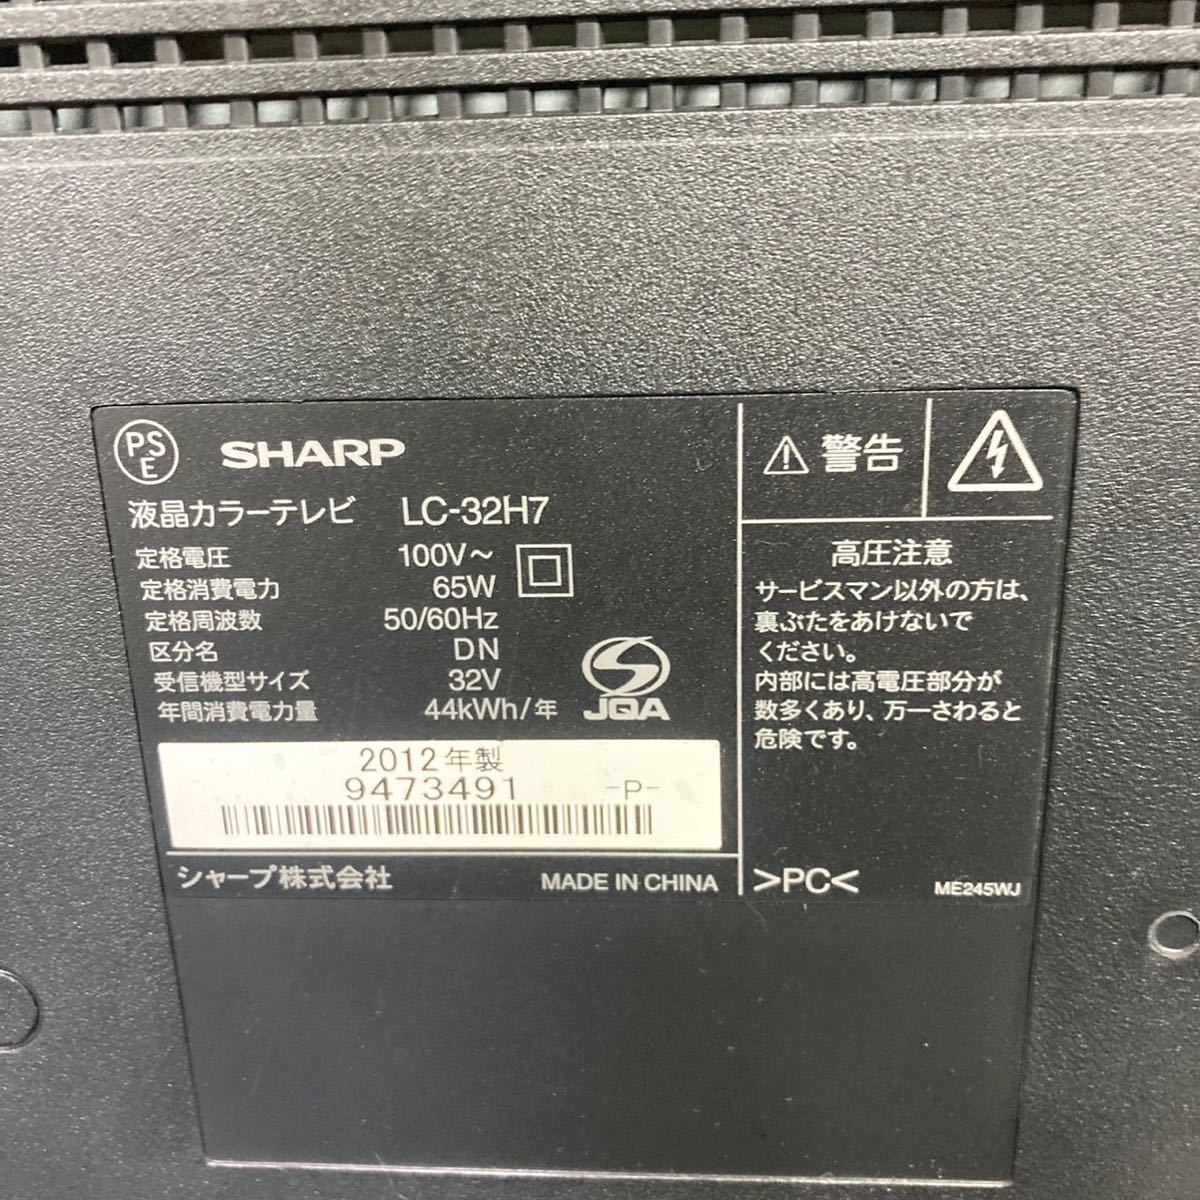 PSE
SHARP
液晶カラーテレビ LC-32H7
定格電圧 100V～
定格消費電力 65W
定格周波数 50/60Hz
区分名 DN
受信機型サイズ 32V
年間消費電力量 44kWh/年
JQA
2012年製
9473491 -P-
シャープ株式会社 MADE IN CHINA
警告
高圧注意
サービスマン以外の方は、
裏ぶたをあけないで
ください。
内部には高電圧部分が
数多くあり、万一さわると
危険です。
>PC< ME245WJ